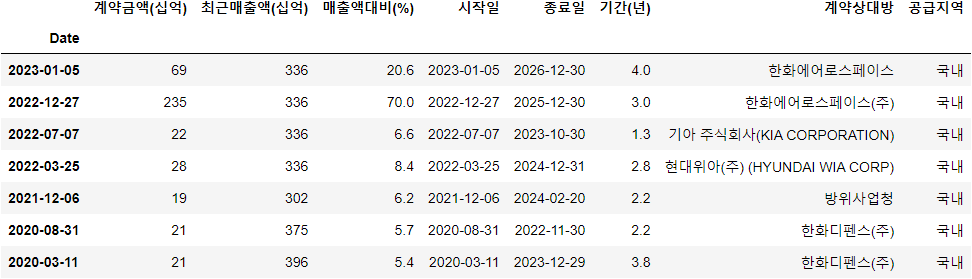 계약금액(십억) 최근매출액(십억) 매출액대비(%) 시작일 종료일 기간(년) 계약상대방 공급지역
Date
2023-01-05 69 336 20.6 2023-01-05 2026-12-30 4.0 한화에어로스페이스 국내
2022-12-27 235 336 70.0 2022-12-27 2025-12-30 3.0 한화에어로스페이스(주) 국내
2022-07-07 22 336 6.6 2022-07-07 2023-10-30 1.3 기아 주식회사(KIA CORPORATION) 국내
2022-03-25 28 336 8.4 2022-03-25 2024-12-31 2.8 현대위아(주) (HYUNDAI WIA CORP) 국내
2021-12-06 19 302 6.2 2021-12-06 2024-02-20 2.2 방위사업청 국내
2020-08-31 21 375 5.7 2020-08-31 2022-11-30 2.2 한화디펜스(주) 국내
2020-03-11 21 396 5.4 2020-03-11 2023-12-29 3.8 한화디펜스(주) 국내